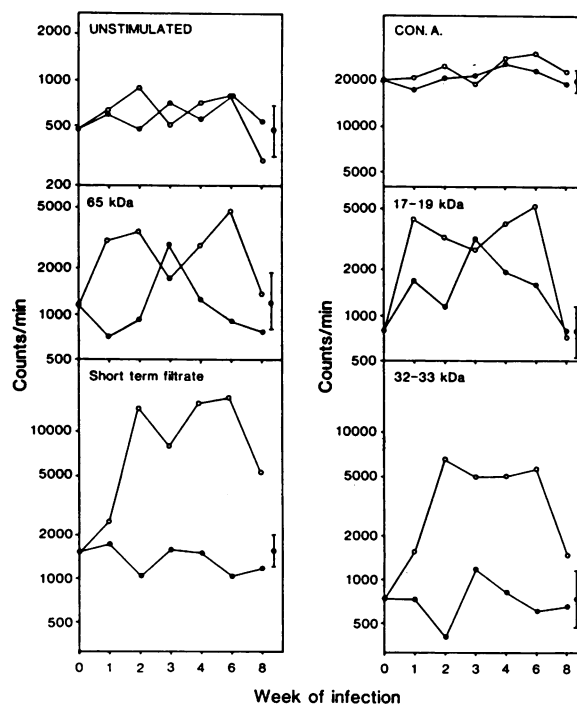 UNSTIMULATED
2000
1000
500
200
65 kDa
5000
2000
1000
500
Short term filtrate
10000
5000
2000
1000
500
0 1 2 3 4 6 8
Counts/min
CON. A.
20000
10000
5000
17-19 kDa
5000
2000
1000
500
32-33 kDa
10000
5000
2000
1000
500
0 1 2 3 4 6 8
Counts/min
Week of infection